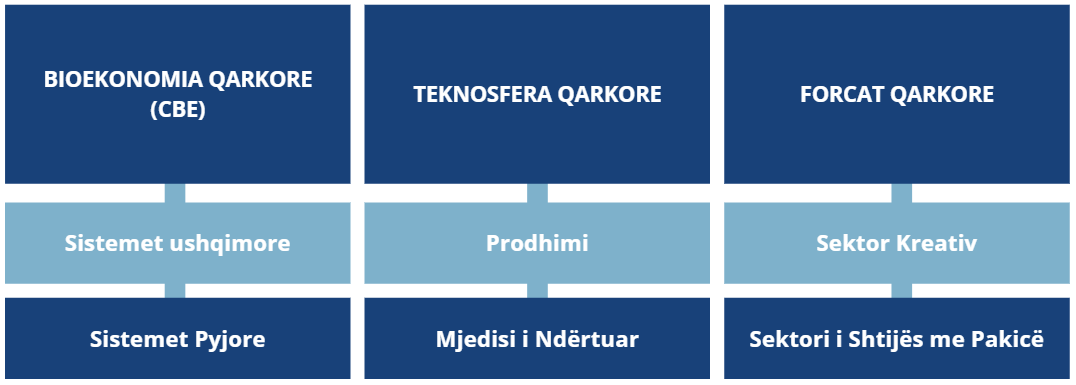 BIOEKONOMIA QARKORE
(CBE)
TEKNOSFERA QARKORE
FORCAT QARKORE
Sistemet ushqimore
Prodhimi
Sektor Kreativ
Sistemet Pyjore
Mjedisi i Ndërtuar
Sektori i Shtijës me Pakicë